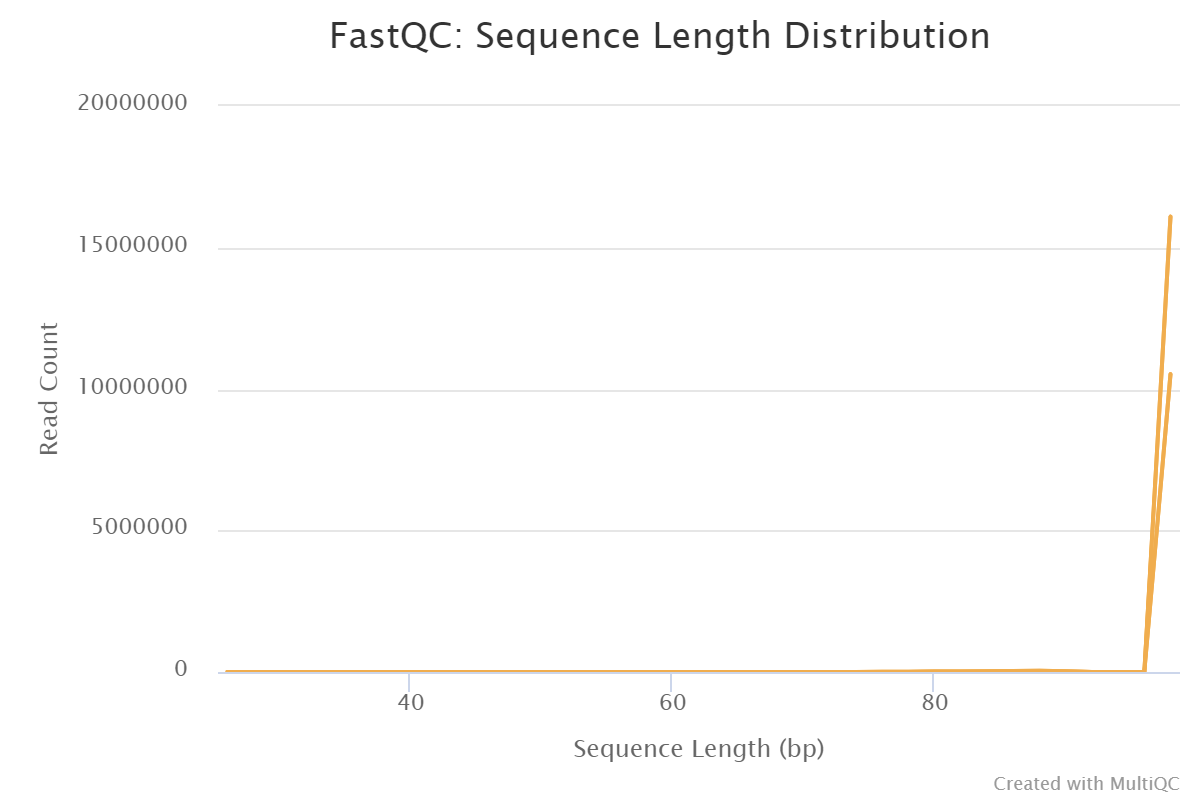 FastQC: Sequence Length Distribution
20000000
15000000
10000000
5000000
0
Read Count
40 60 80
Sequence Length (bp)
Created with MultiQC